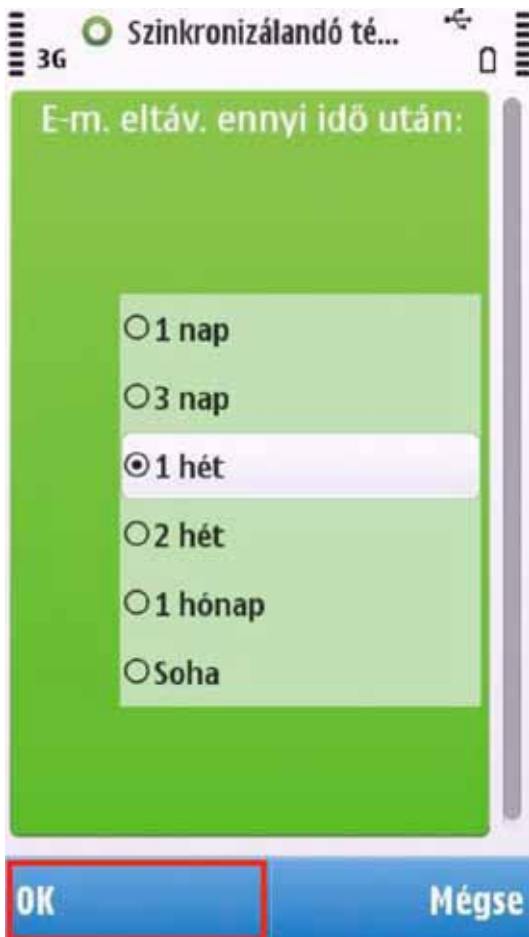 Szinkronizálandó té...
3G
E-m. eltáv. ennyi idő után:
1 nap
3 nap
1 hét
2 hét
1 hónap
Soha
OK Mégse